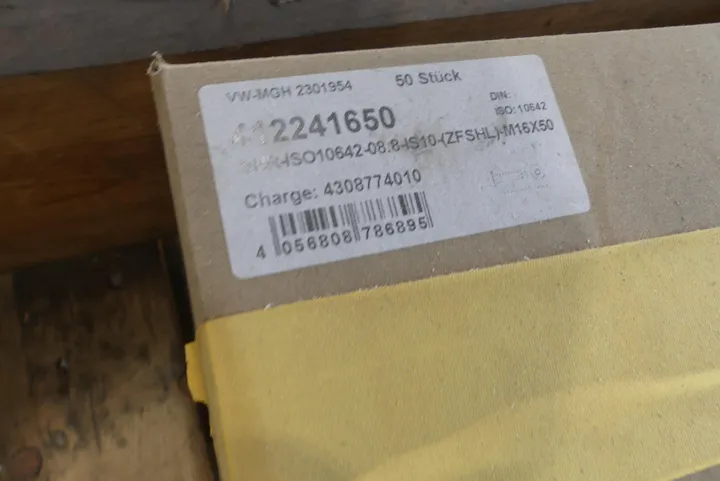 VW-MGH 2301954 50 Stück
2241650 DIN:
ISO: 10642
-ISO10642-08.8-IS10-(ZFSHL)-M16X50
Charge: 4308774010
4 056808 786895